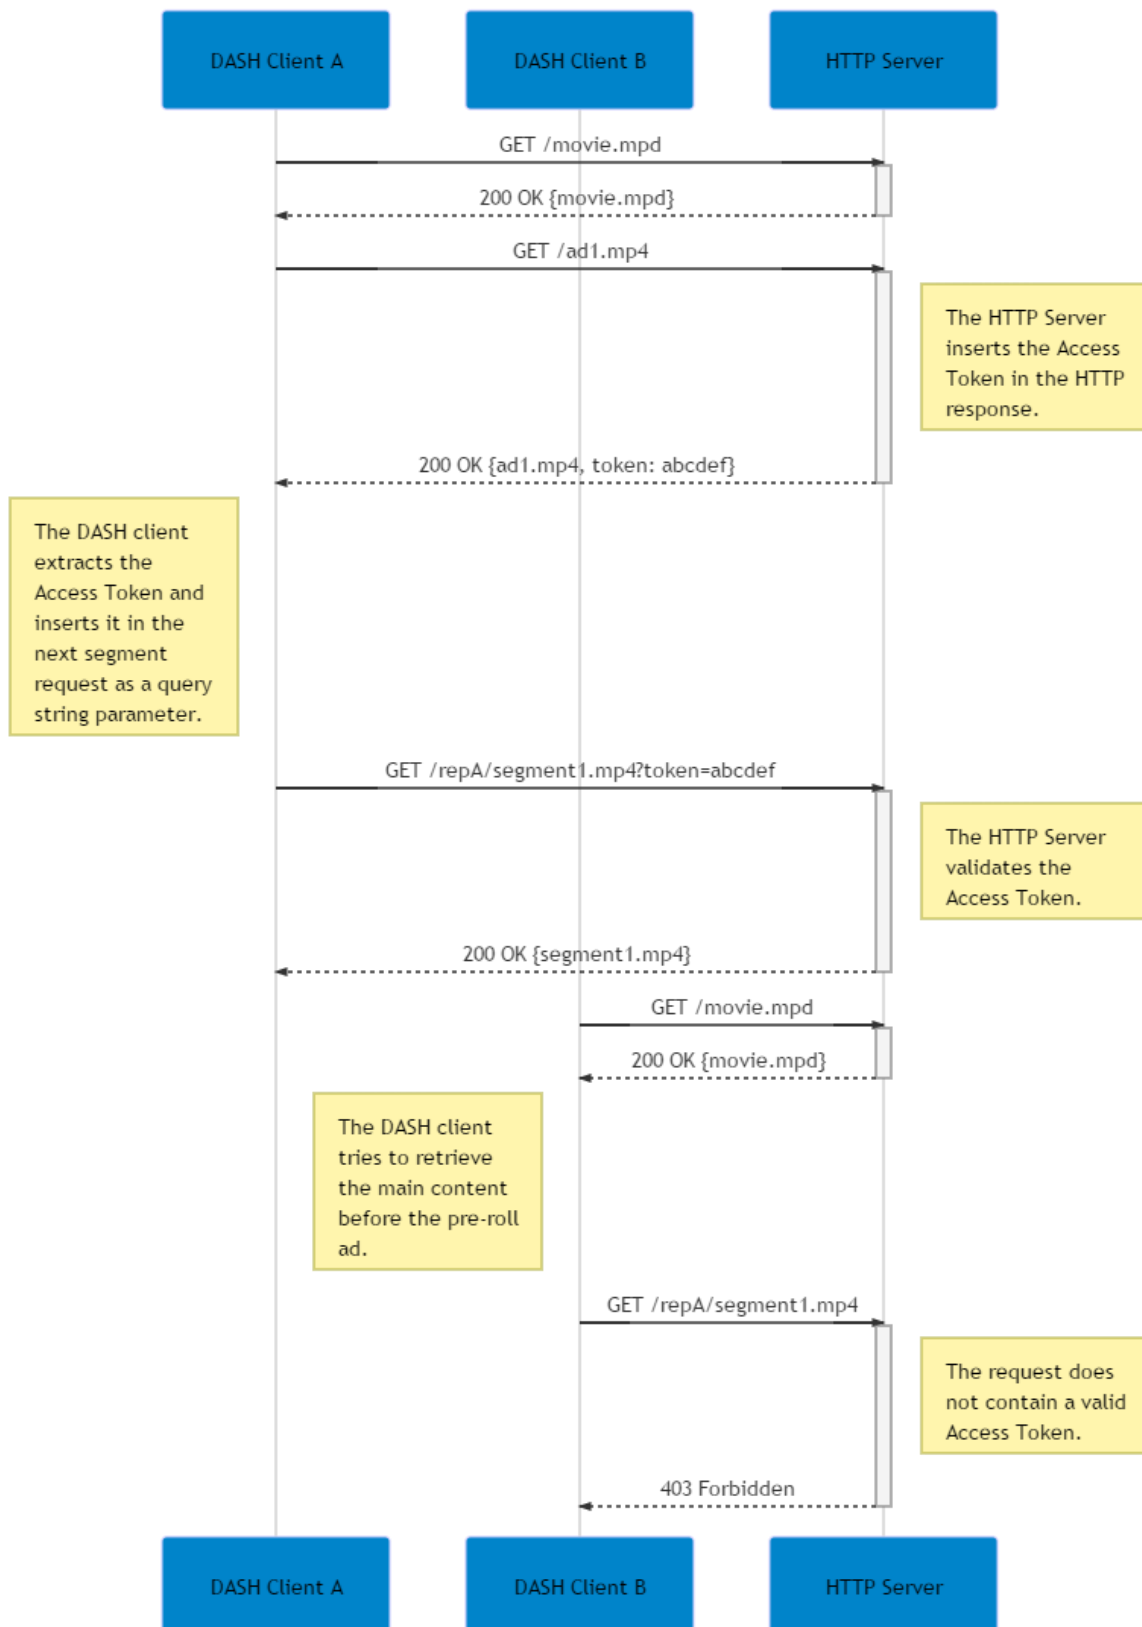 DASH Client A
DASH Client B
HTTP Server
GET /movie.mpd
200 OK {movie.mpd}
GET /ad1.mp4
The HTTP Server
inserts the Access
Token in the HTTP
response.
200 OK {ad1.mp4, token: abcdef}
The DASH client
extracts the
Access Token and
inserts it in the
next segment
request as a query
string parameter.
GET /repA/segment1.mp4?token=abcdef
The HTTP Server
validates the
Access Token.
200 OK {segment1.mp4}
GET /movie.mpd
200 OK {movie.mpd}
The DASH client
tries to retrieve
the main content
before the pre-roll
ad.
GET /repA/segment1.mp4
The request does
not contain a valid
Access Token.
403 Forbidden
DASH Client A
DASH Client B
HTTP Server